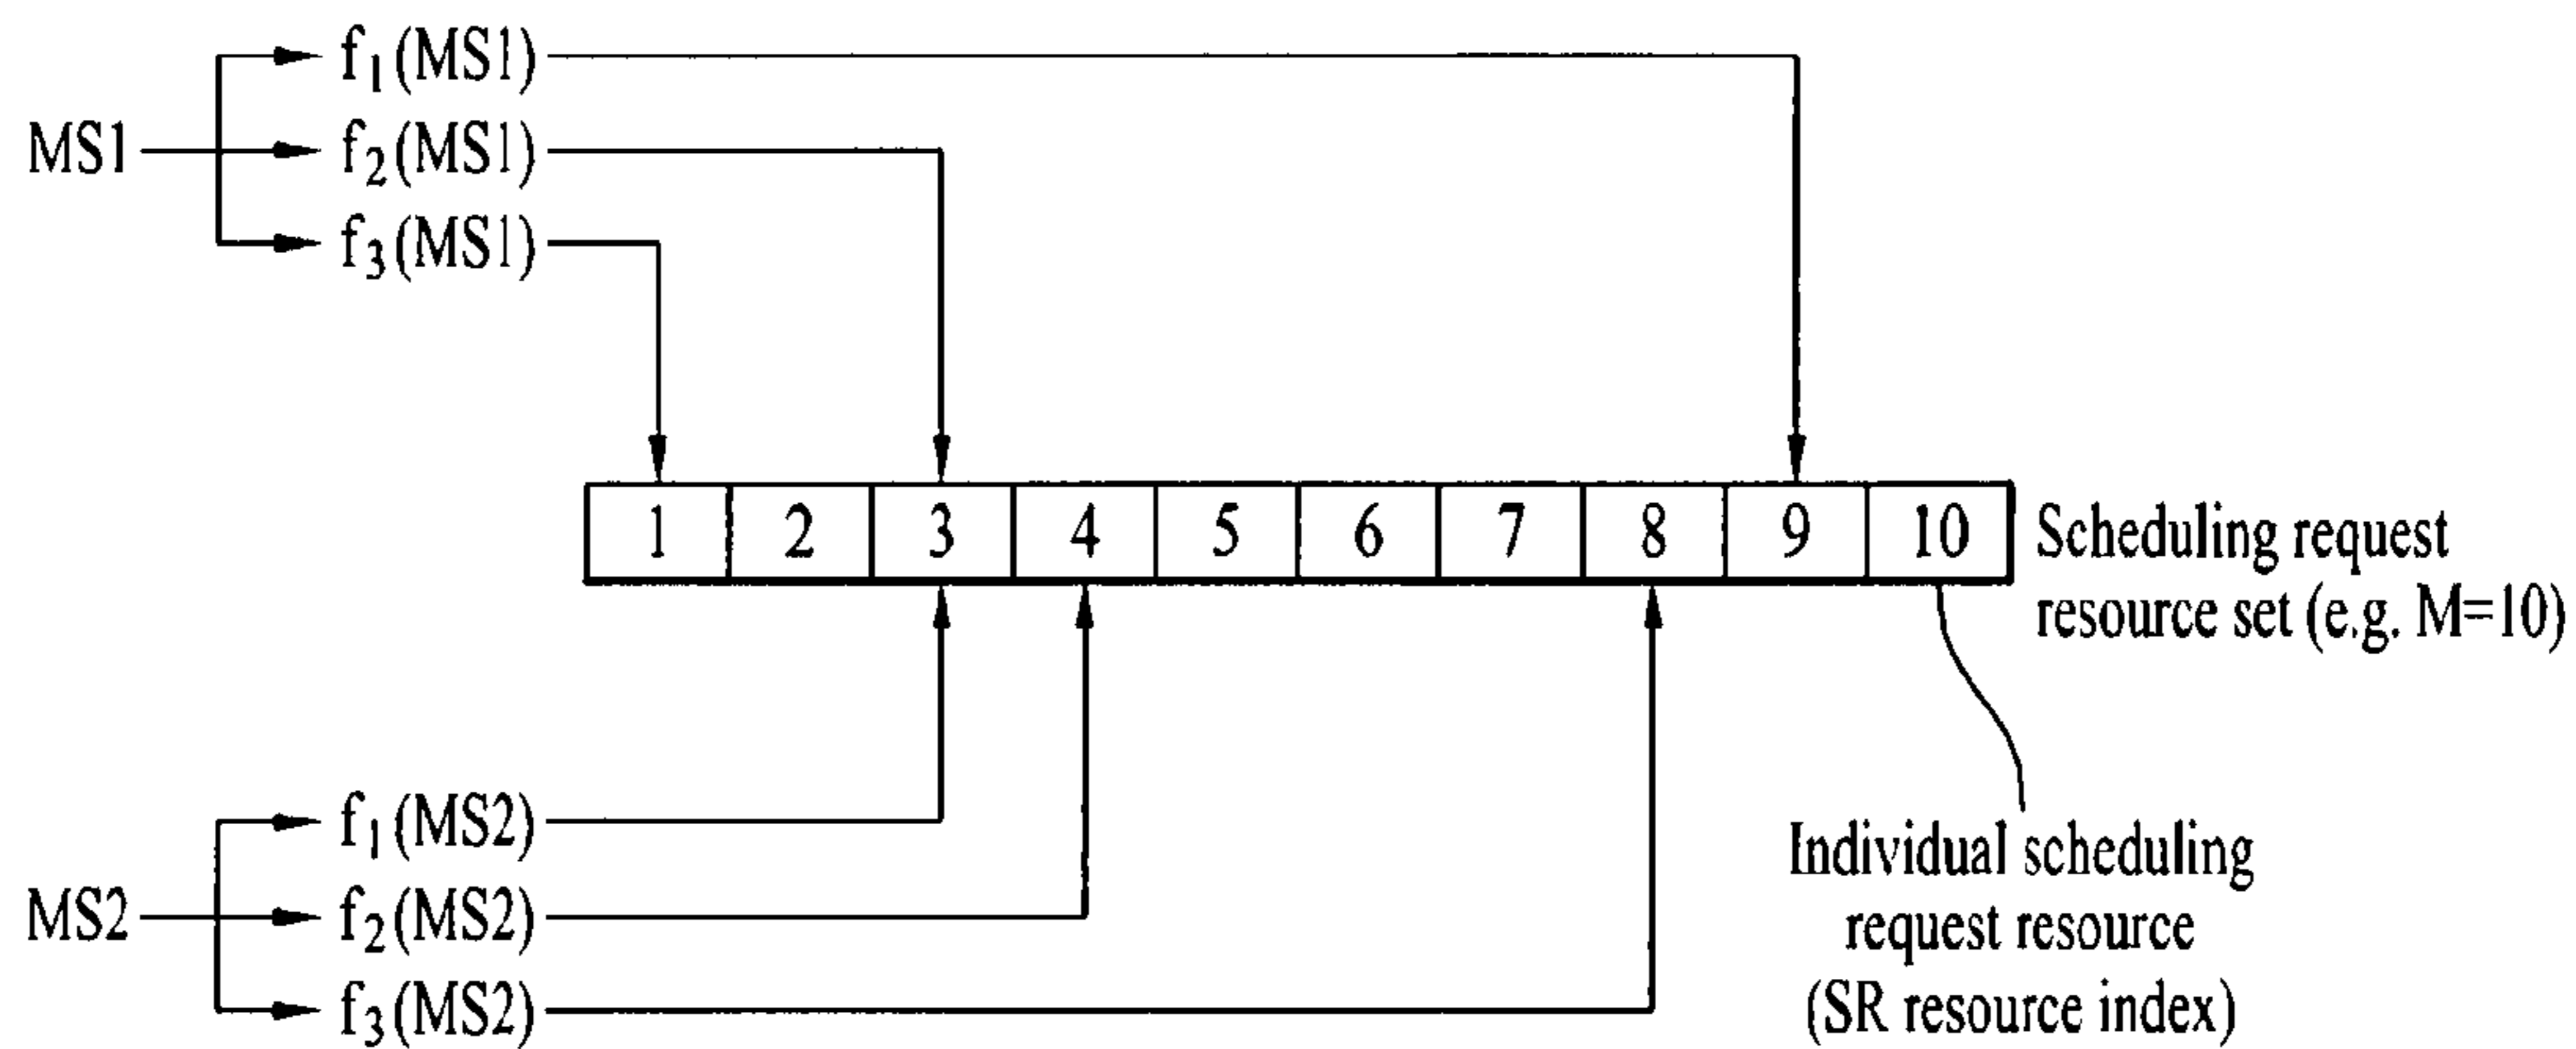 f1(MS1)
MS1
f2(MS1)
f3(MS1)
1 2 3 4 5 6 7 8 9 10
Scheduling request
resource set (e.g. M=10)
f1(MS2)
MS2
f2(MS2)
f3(MS2)
Individual scheduling
request resource
(SR resource index)